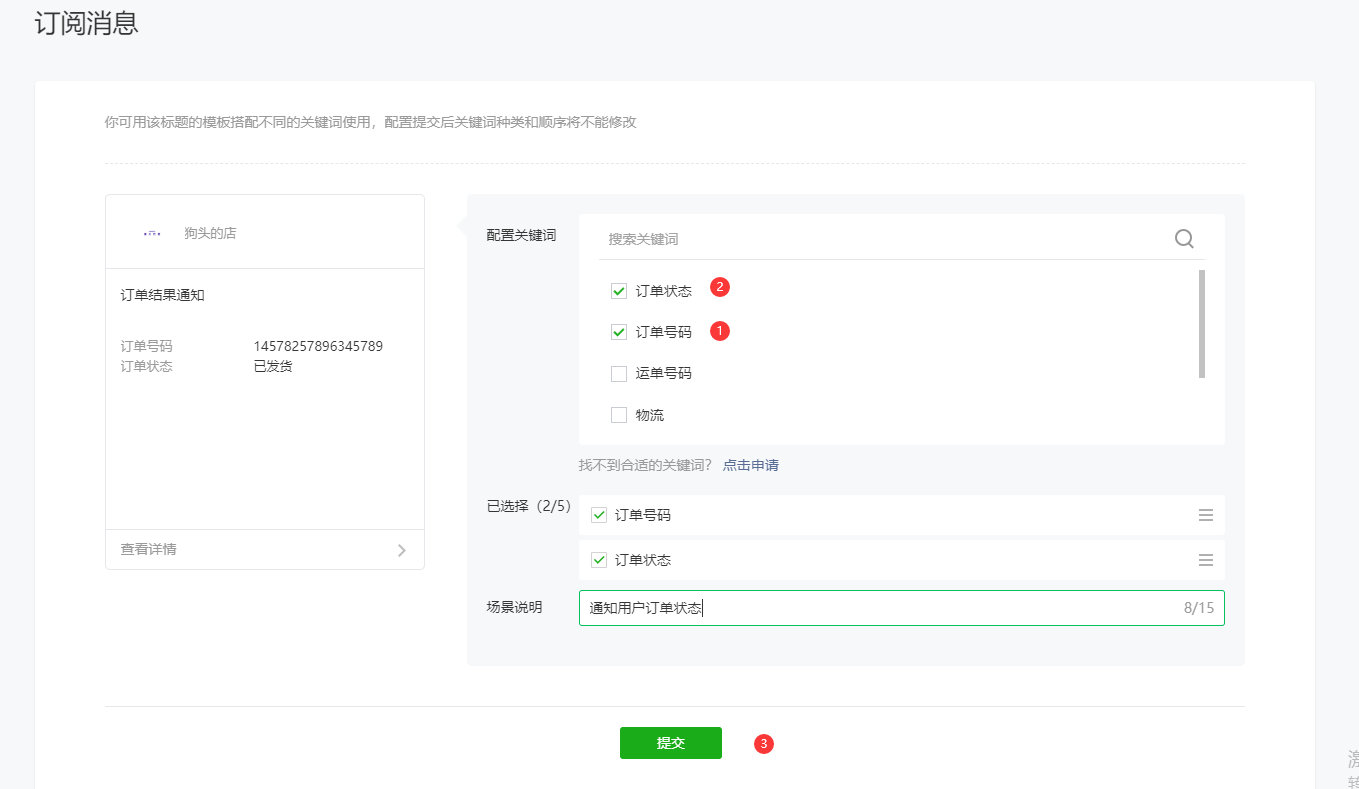 订阅消息
你可用该标题的模板搭配不同的关键词使用，配置提交后关键词种类和顺序将不能修改
狗头的店
订单结果通知
订单号码 14578257896345789
订单状态 已发货
查看详情
配置关键词
搜索关键词
订单状态 2
订单号码 1
运单号码
物流
找不到合适的关键词？ 点击申请
已选择（2/5）
订单号码
订单状态
场景说明
通知用户订单状态 8/15
提交 3